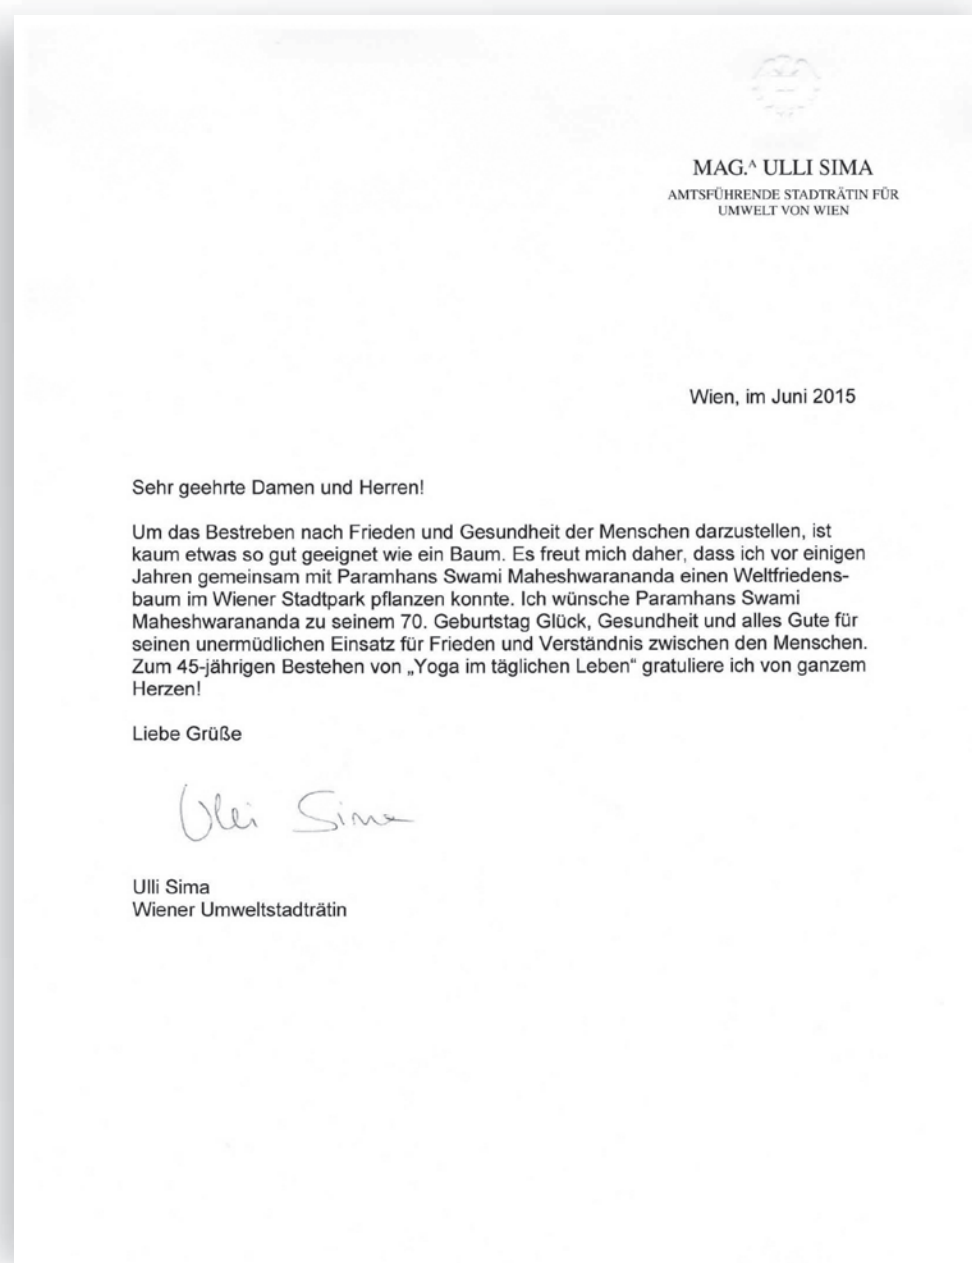 MAG.ᴬ ULLI SIMA
AMTSFÜHRENDE STADTRÄTIN FÜR
UMWELT VON WIEN
Wien, im Juni 2015
Sehr geehrte Damen und Herren!
Um das Bestreben nach Frieden und Gesundheit der Menschen darzustellen, ist
kaum etwas so gut geeignet wie ein Baum. Es freut mich daher, dass ich vor einigen
Jahren gemeinsam mit Paramhans Swami Maheshwarananda einen Weltfriedens-
baum im Wiener Stadtpark pflanzen konnte. Ich wünsche Paramhans Swami
Maheshwarananda zu seinem 70. Geburtstag Glück, Gesundheit und alles Gute für
seinen unermüdlichen Einsatz für Frieden und Verständnis zwischen den Menschen.
Zum 45-jährigen Bestehen von „Yoga im täglichen Leben“ gratuliere ich von ganzem
Herzen!
Liebe Grüße
Ulli Sima
Ulli Sima
Wiener Umweltstadträtin